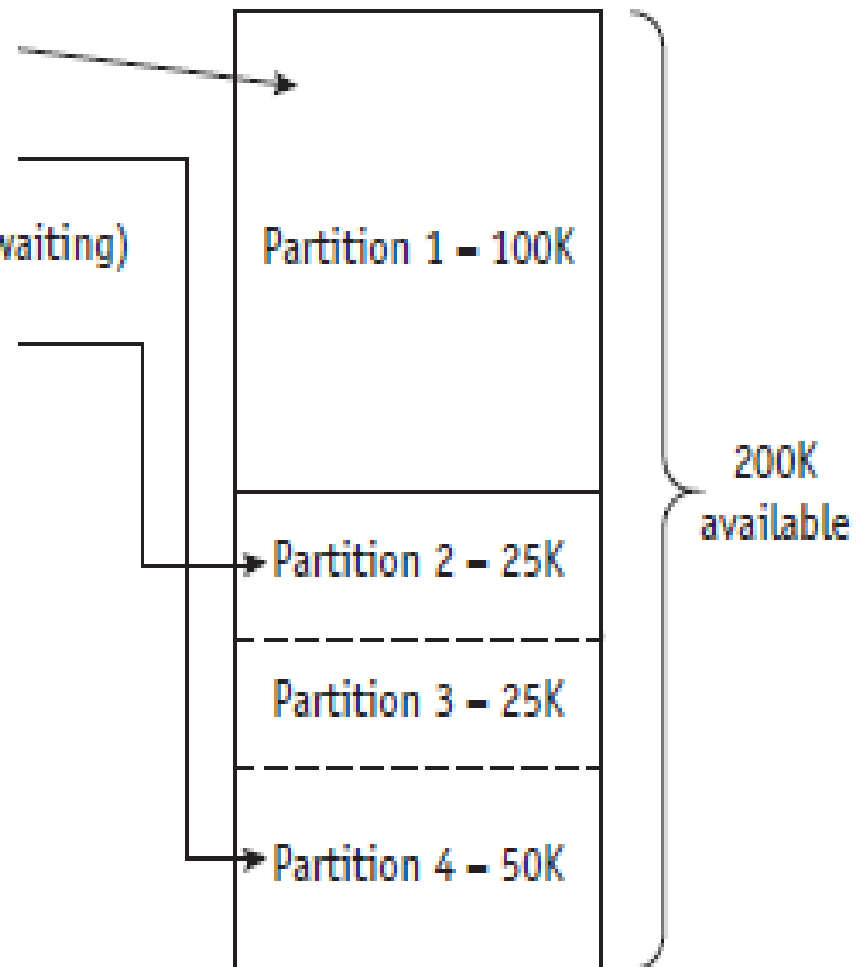 waiting)
Partition 1 – 100K
200K
available
Partition 2 – 25K
Partition 3 – 25K
Partition 4 – 50K